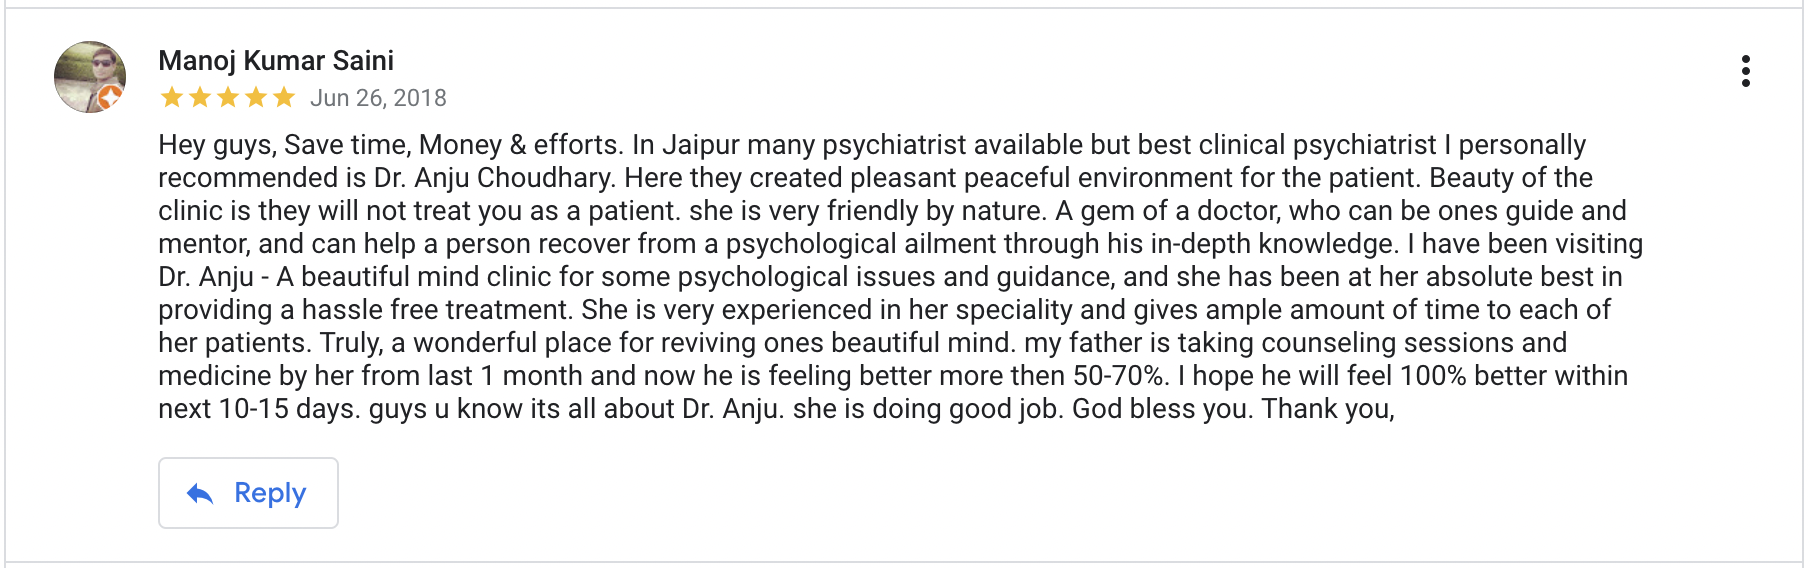 Manoj Kumar Saini
Jun 26, 2018
Hey guys, Save time, Money & efforts. In Jaipur many psychiatrist available but best clinical psychiatrist I personally
recommended is Dr. Anju Choudhary. Here they created pleasant peaceful environment for the patient. Beauty of the
clinic is they will not treat you as a patient. she is very friendly by nature. A gem of a doctor, who can be ones guide and
mentor, and can help a person recover from a psychological ailment through his in-depth knowledge. I have been visiting
Dr. Anju - A beautiful mind clinic for some psychological issues and guidance, and she has been at her absolute best in
providing a hassle free treatment. She is very experienced in her speciality and gives ample amount of time to each of
her patients. Truly, a wonderful place for reviving ones beautiful mind. my father is taking counseling sessions and
medicine by her from last 1 month and now he is feeling better more then 50-70%. I hope he will feel 100% better within
next 10-15 days. guys u know its all about Dr. Anju. she is doing good job. God bless you. Thank you,
Reply